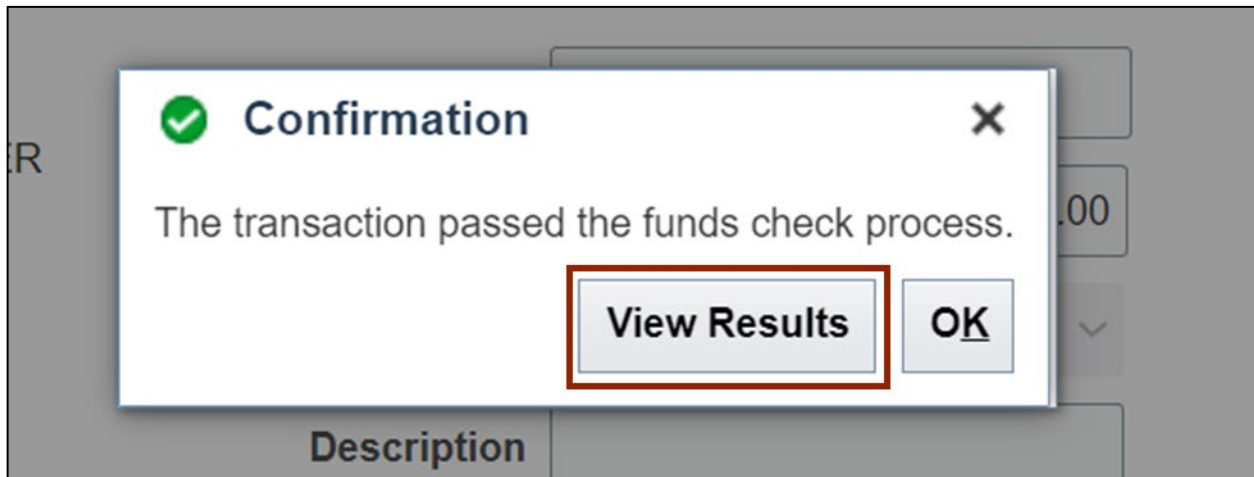 Confirmation
ER
The transaction passed the funds check process.
.00
View Results
OK
Description